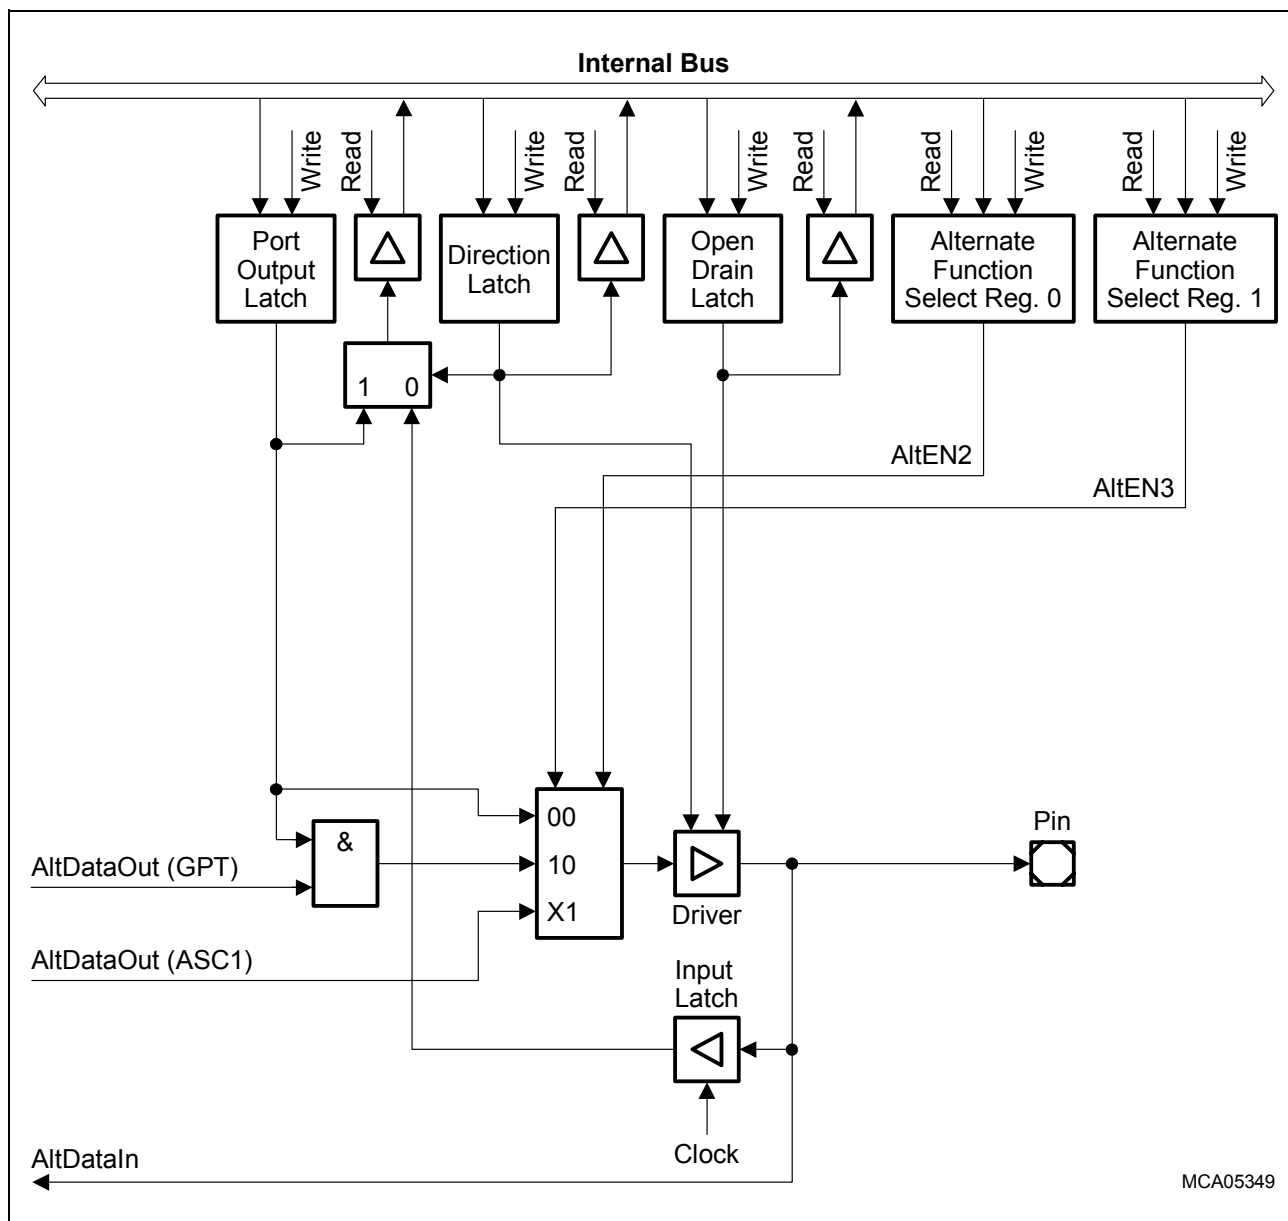 Internal Bus
Write
Read
Write
Read
Write
Read
Read
Write
Read
Write
Port
Output
Latch
Direction
Latch
Open
Drain
Latch
Alternate
Function
Select Reg. 0
Alternate
Function
Select Reg. 1
1 0
AltEN2
AltEN3
00
10
X1
&
AltDataOut (GPT)
AltDataOut (ASC1)
Driver
Pin
Input
Latch
Clock
AltDataIn
MCA05349